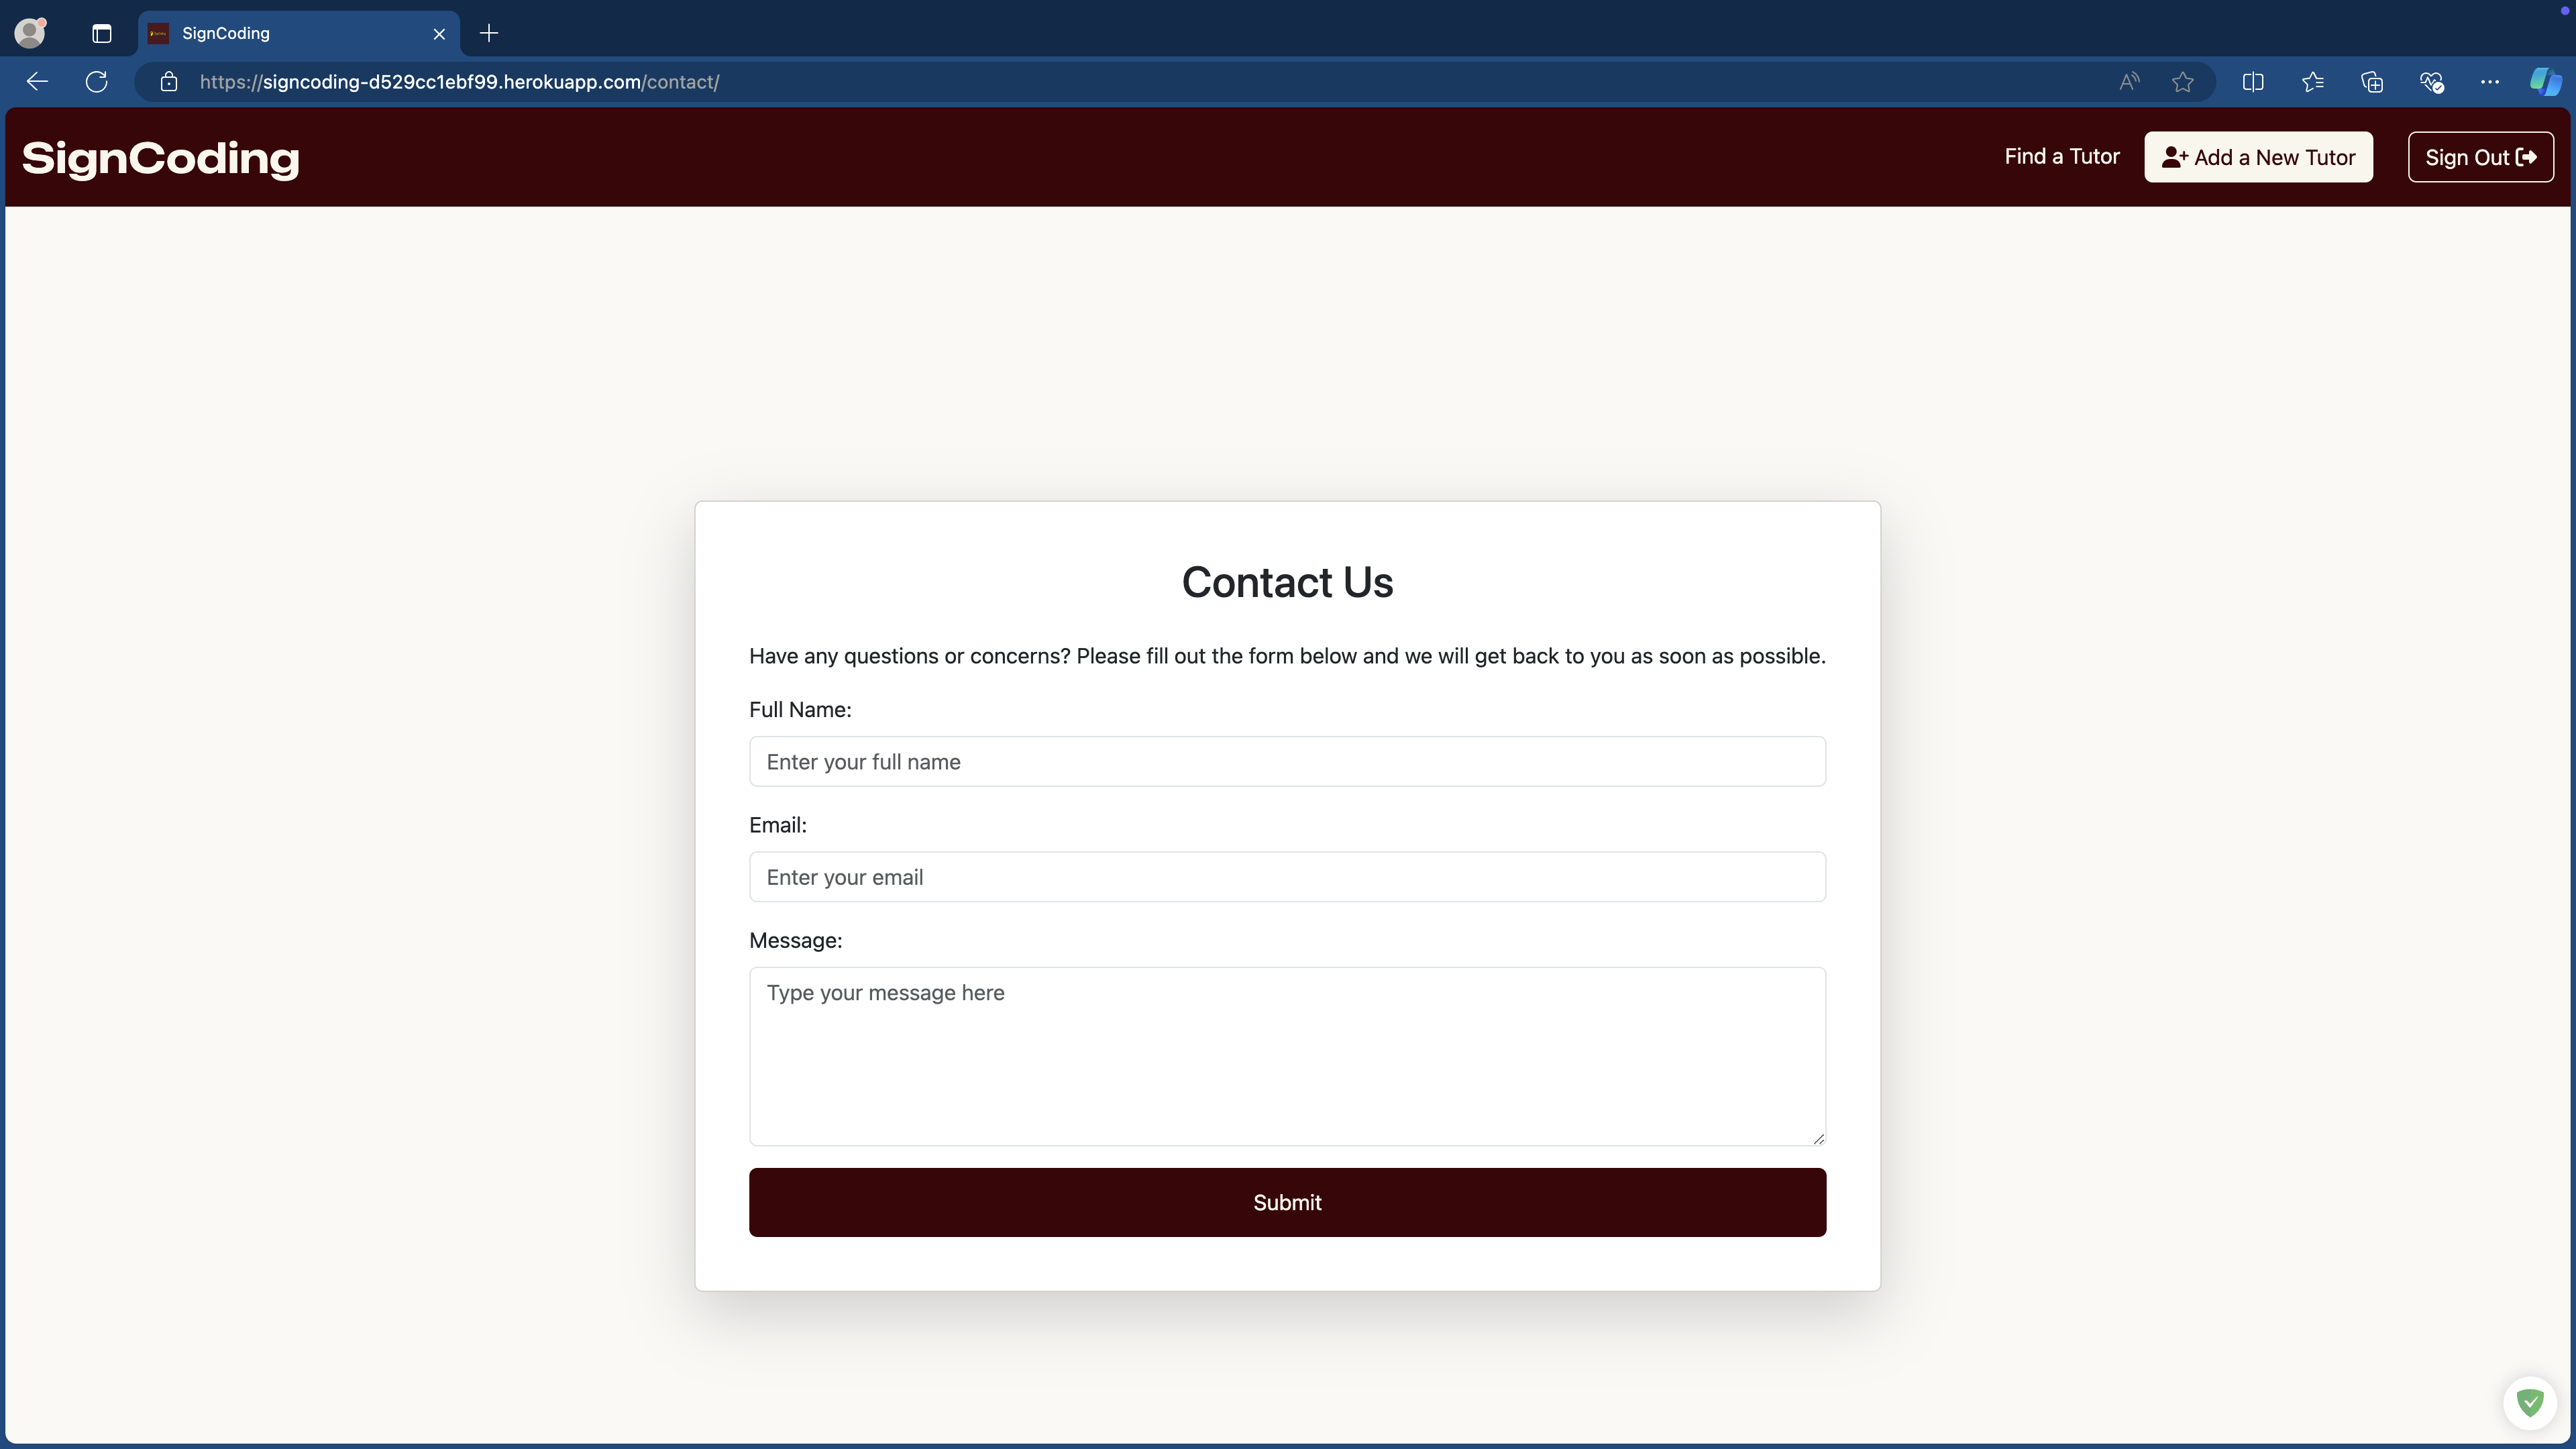 SignCoding
https://signcoding-d529cc1ebf99.herokuapp.com/contact/
SignCoding
Find a Tutor
Add a New Tutor
Sign Out
Contact Us
Have any questions or concerns? Please fill out the form below and we will get back to you as soon as possible.
Full Name:
Enter your full name
Email:
Enter your email
Message:
Type your message here
Submit